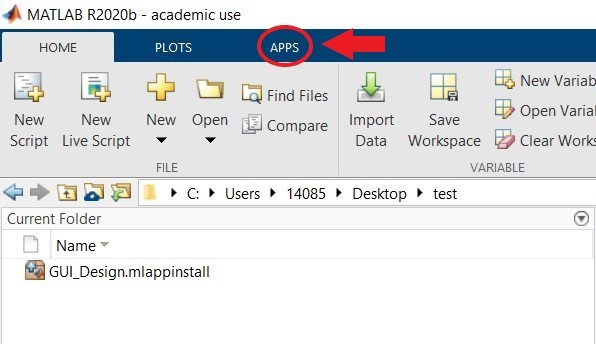 MATLAB R2020b - academic use
HOME PLOTS APPS
New Script
New Live Script
New
Open
Find Files
Compare
Import Data
Save Workspace
New Variab
Open Varia
Clear Works
FILE VARIABLE
C: Users 14085 Desktop test
Current Folder
Name
GUI_Design.mlappinstall